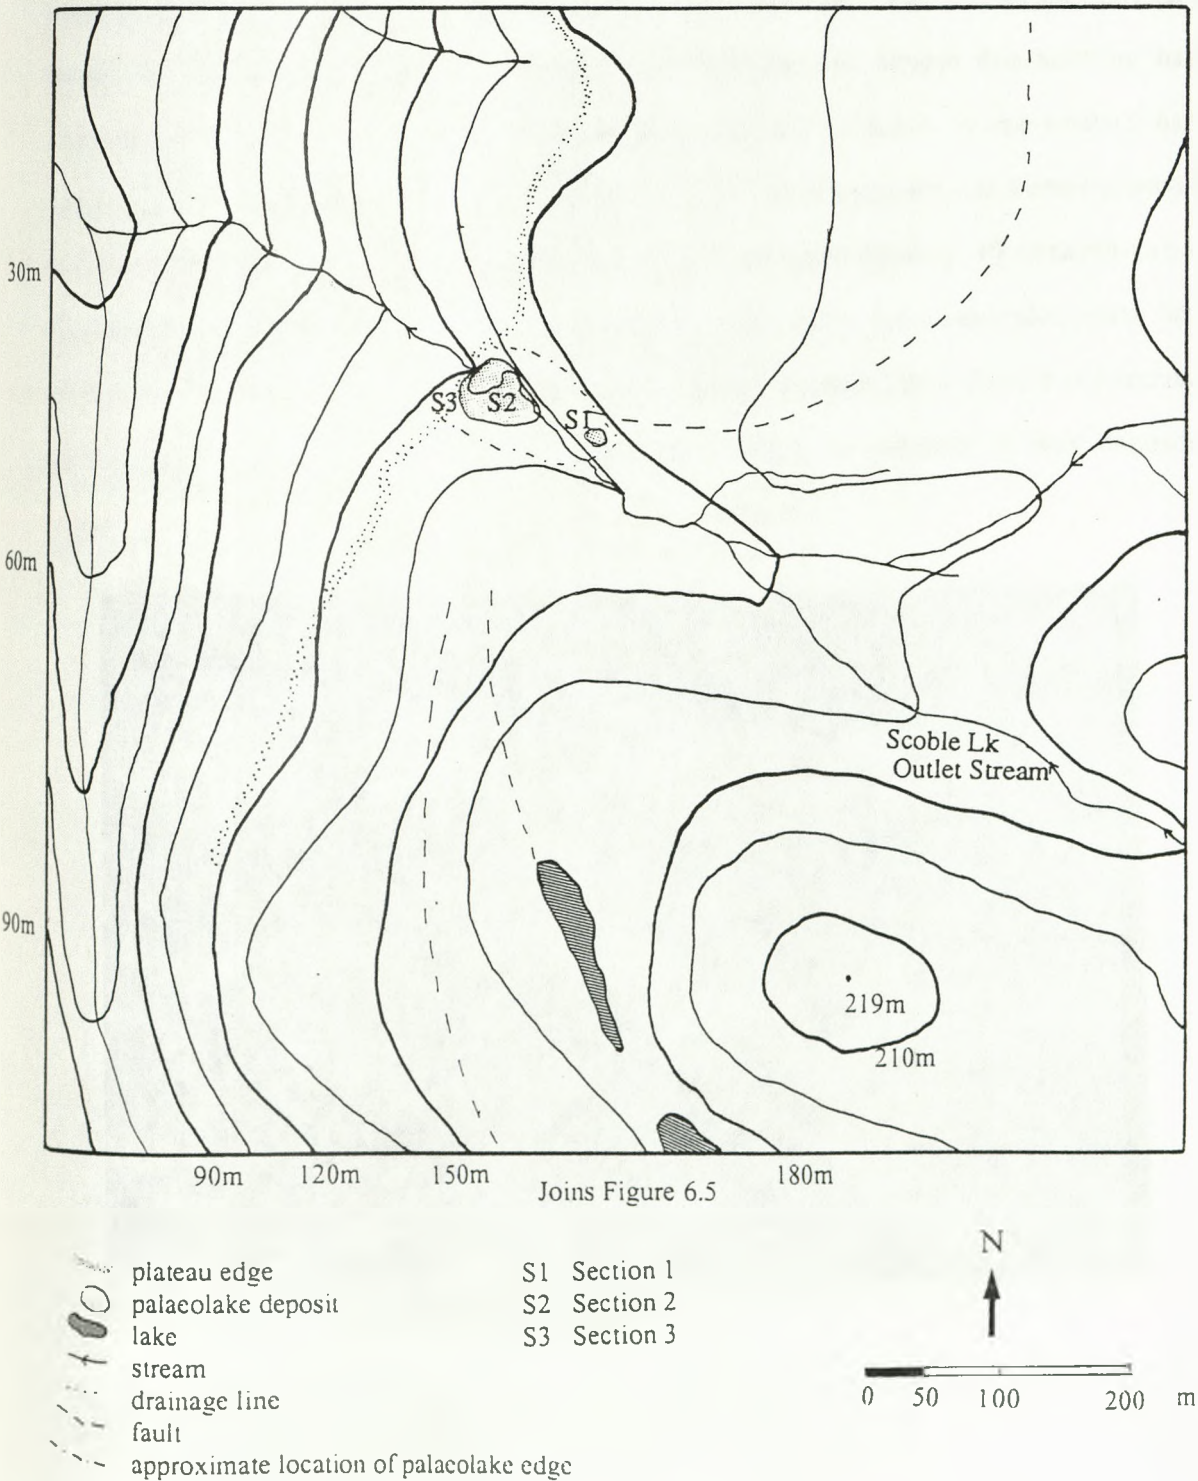 30m
S3
S2
S1
60m
Scoble Lk
Outlet Stream
90m
219m
210m
90m 120m 150m 180m
Joins Figure 6.5
N
plateau edge
palaeolake deposit
lake
stream
drainage line
fault
approximate location of palaeolake edge
S1 Section 1
S2 Section 2
S3 Section 3
0 50 100 200 m